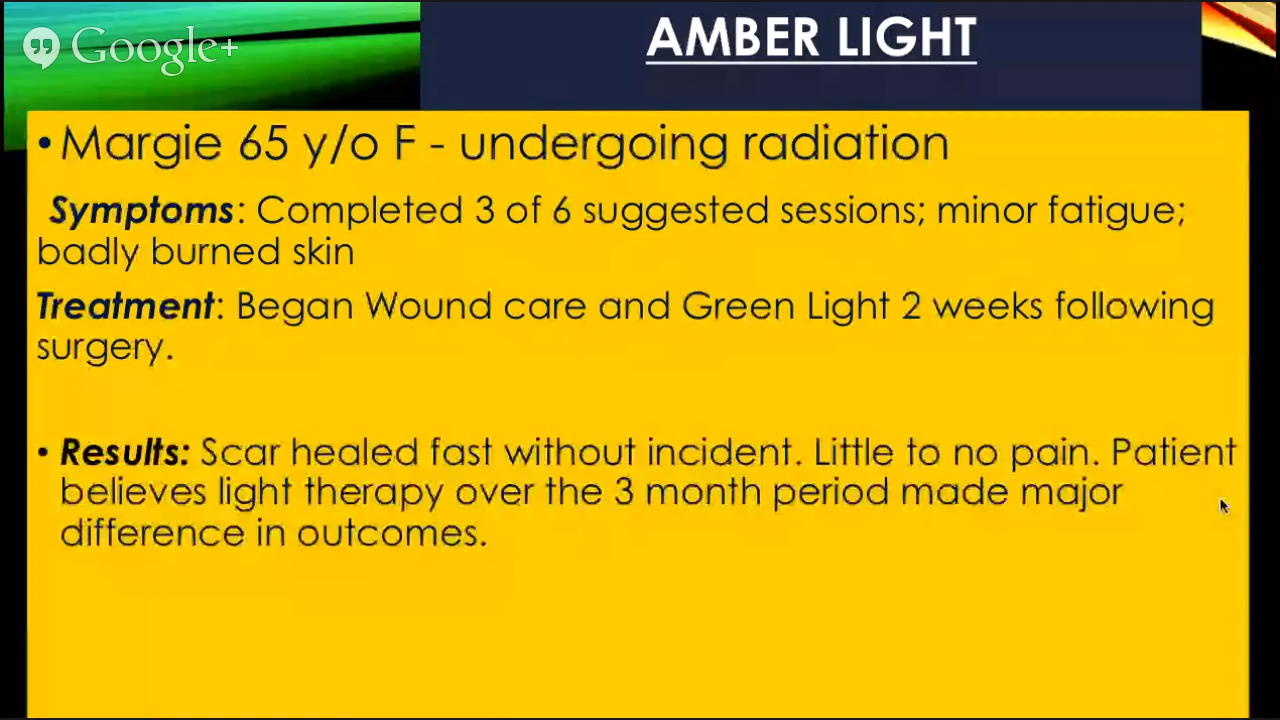 Google+
AMBER LIGHT
• Margie 65 y/o F - undergoing radiation
Symptoms: Completed 3 of 6 suggested sessions; minor fatigue;
badly burned skin
Treatment: Began Wound care and Green Light 2 weeks following
surgery.
• Results: Scar healed fast without incident. Little to no pain. Patient
believes light therapy over the 3 month period made major
difference in outcomes.